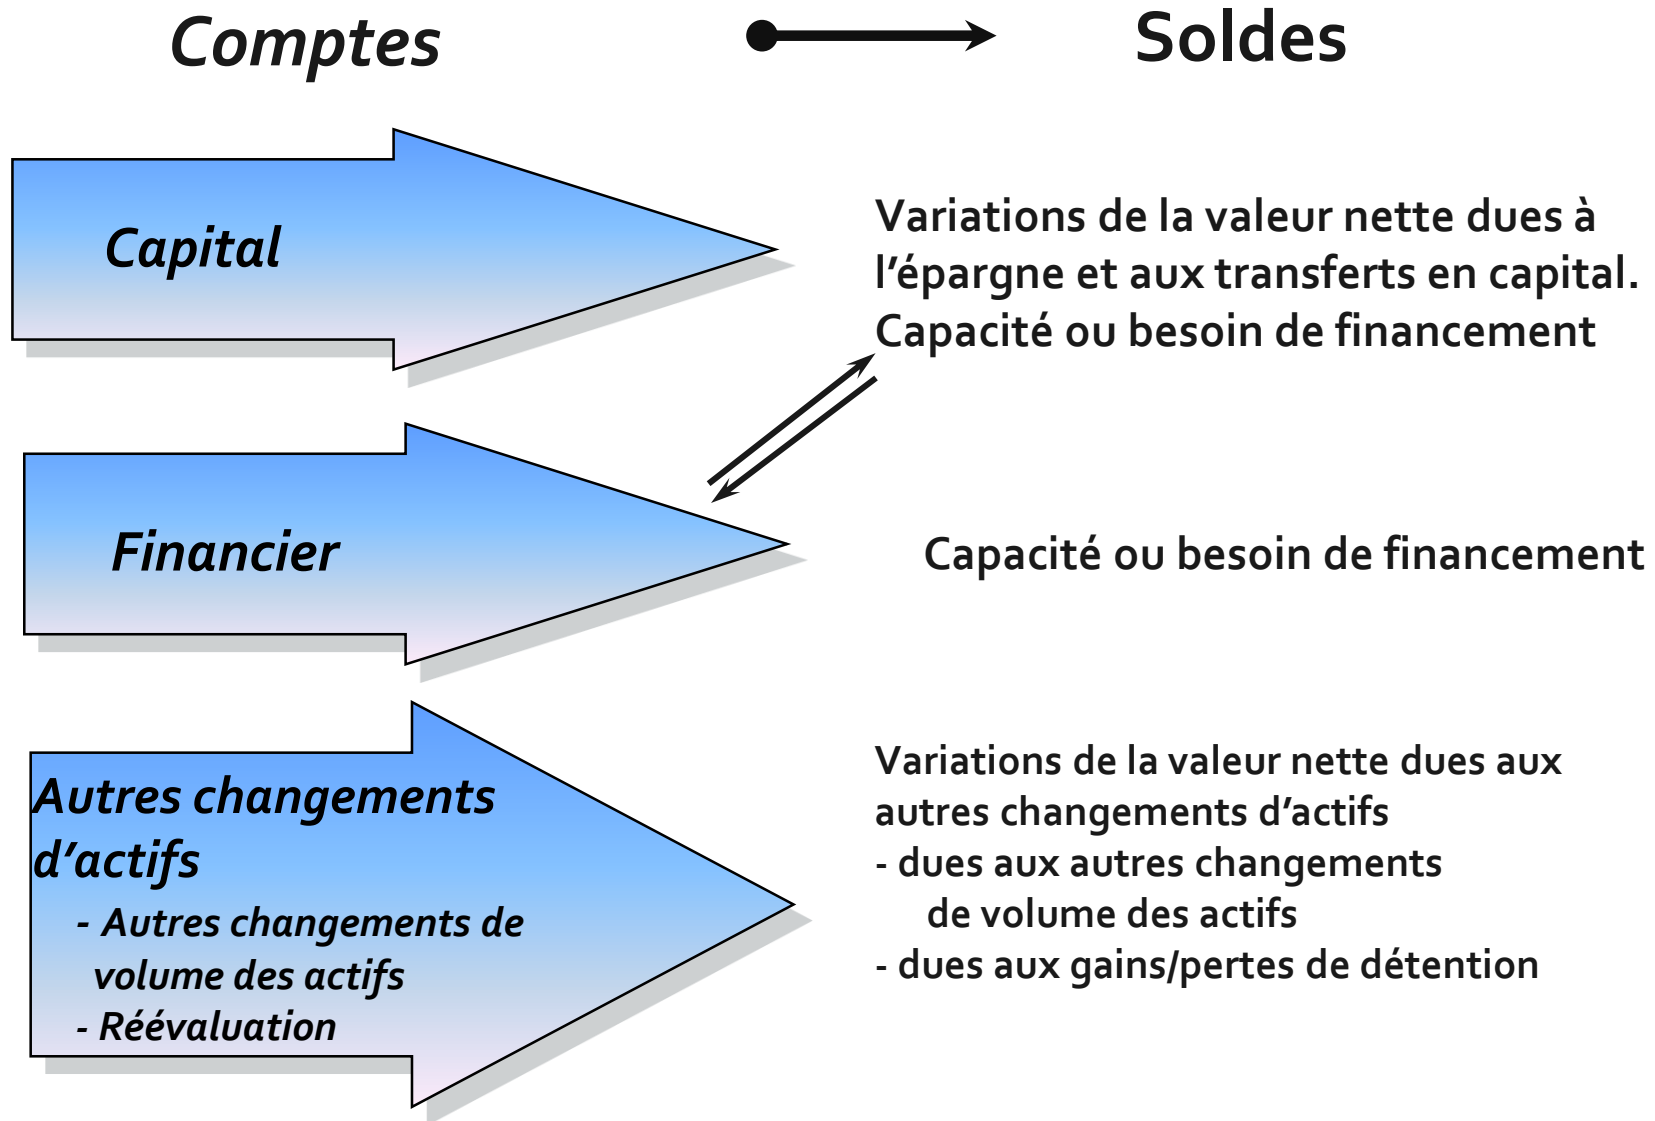 Comptes
Soldes
Capital
Variations de la valeur nette dues à
l’épargne et aux transferts en capital.
Capacité ou besoin de financement
Financier
Capacité ou besoin de financement
Autres changements
d’actifs
- Autres changements de
volume des actifs
- Réévaluation
Variations de la valeur nette dues aux
autres changements d’actifs
- dues aux autres changements
de volume des actifs
- dues aux gains/pertes de détention